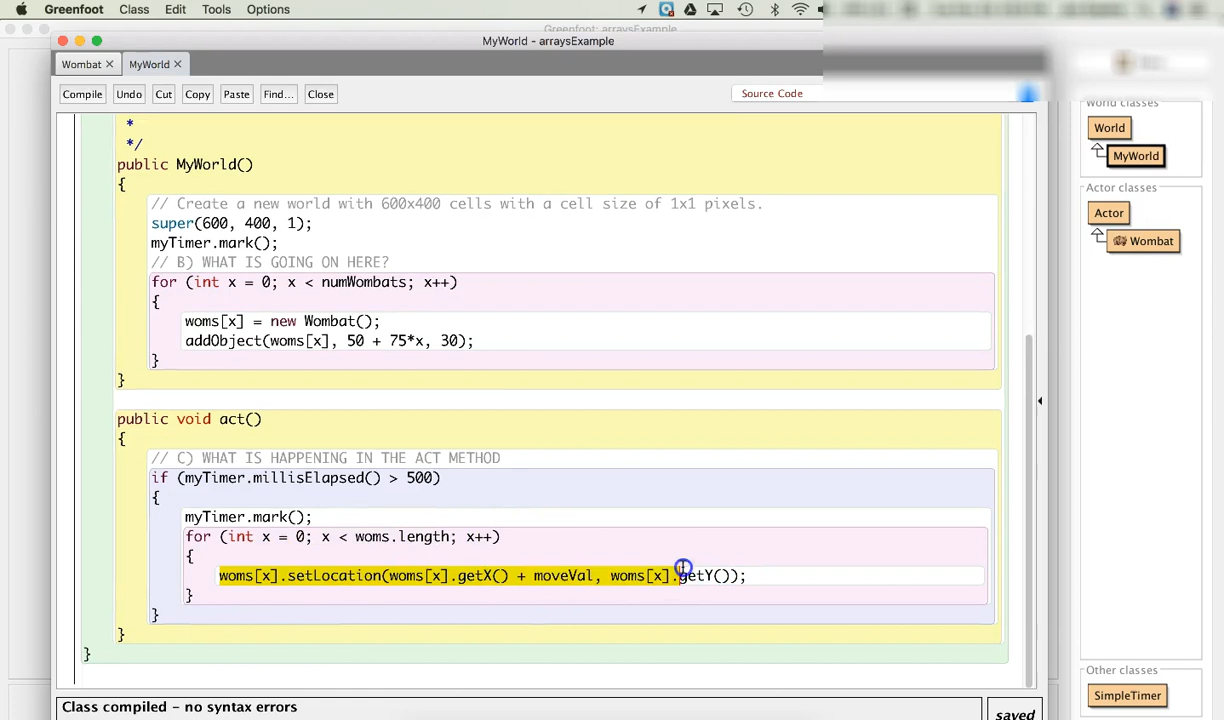 Greenfoot Class Edit Tools Options
Greenfoot: arraysExample
MyWorld - arraysExample
Wombat ✕ MyWorld ✕
Compile Undo Cut Copy Paste Find... Close Source Code
*
*/
public MyWorld()
{
// Create a new world with 600x400 cells with a cell size of 1x1 pixels.
super(600, 400, 1);
myTimer.mark();
// B) WHAT IS GOING ON HERE?
for (int x = 0; x < numWombats; x++)
{
woms[x] = new Wombat();
addObject(woms[x], 50 + 75*x, 30);
}
}
public void act()
{
// C) WHAT IS HAPPENING IN THE ACT METHOD
if (myTimer.millisElapsed() > 500)
{
myTimer.mark();
for (int x = 0; x < woms.length; x++)
{
woms[x].setLocation(woms[x].getX() + moveVal, woms[x].getY());
}
}
}
}
Class compiled - no syntax errors
saved
World classes
World
MyWorld
Actor classes
Actor
Wombat
Other classes
SimpleTimer